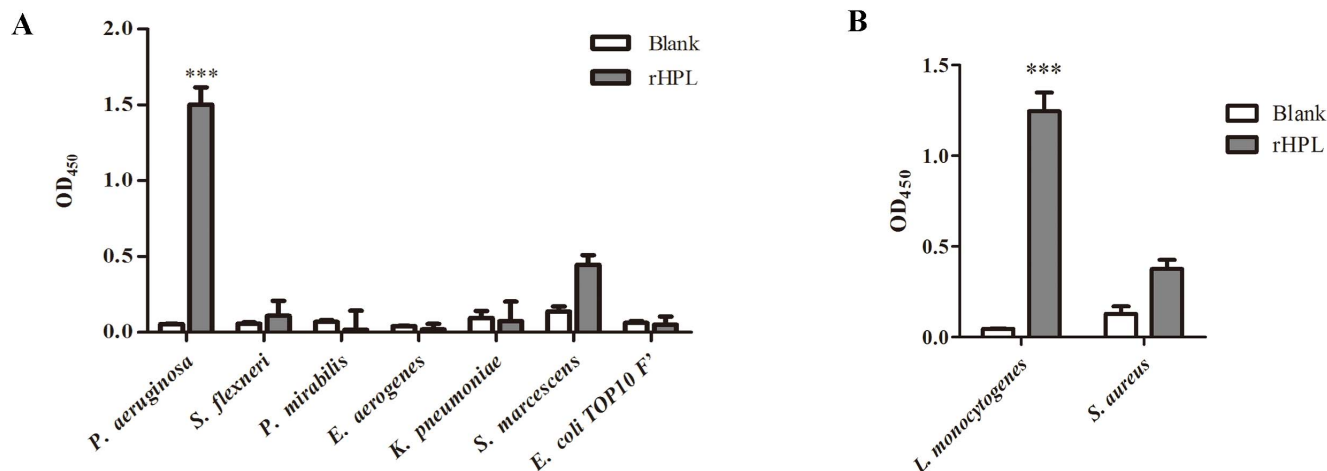 A
2.0
1.5
1.0
0.5
0.0
OD450
***
Blank
rHPL
P. aeruginosa
S. flexneri
P. mirabilis
E. aerogenes
K. pneumoniae
S. marcescens
E. coli TOP10 F'
B
1.5
1.0
0.5
0.0
OD450
***
Blank
rHPL
L. monocytogenes
S. aureus